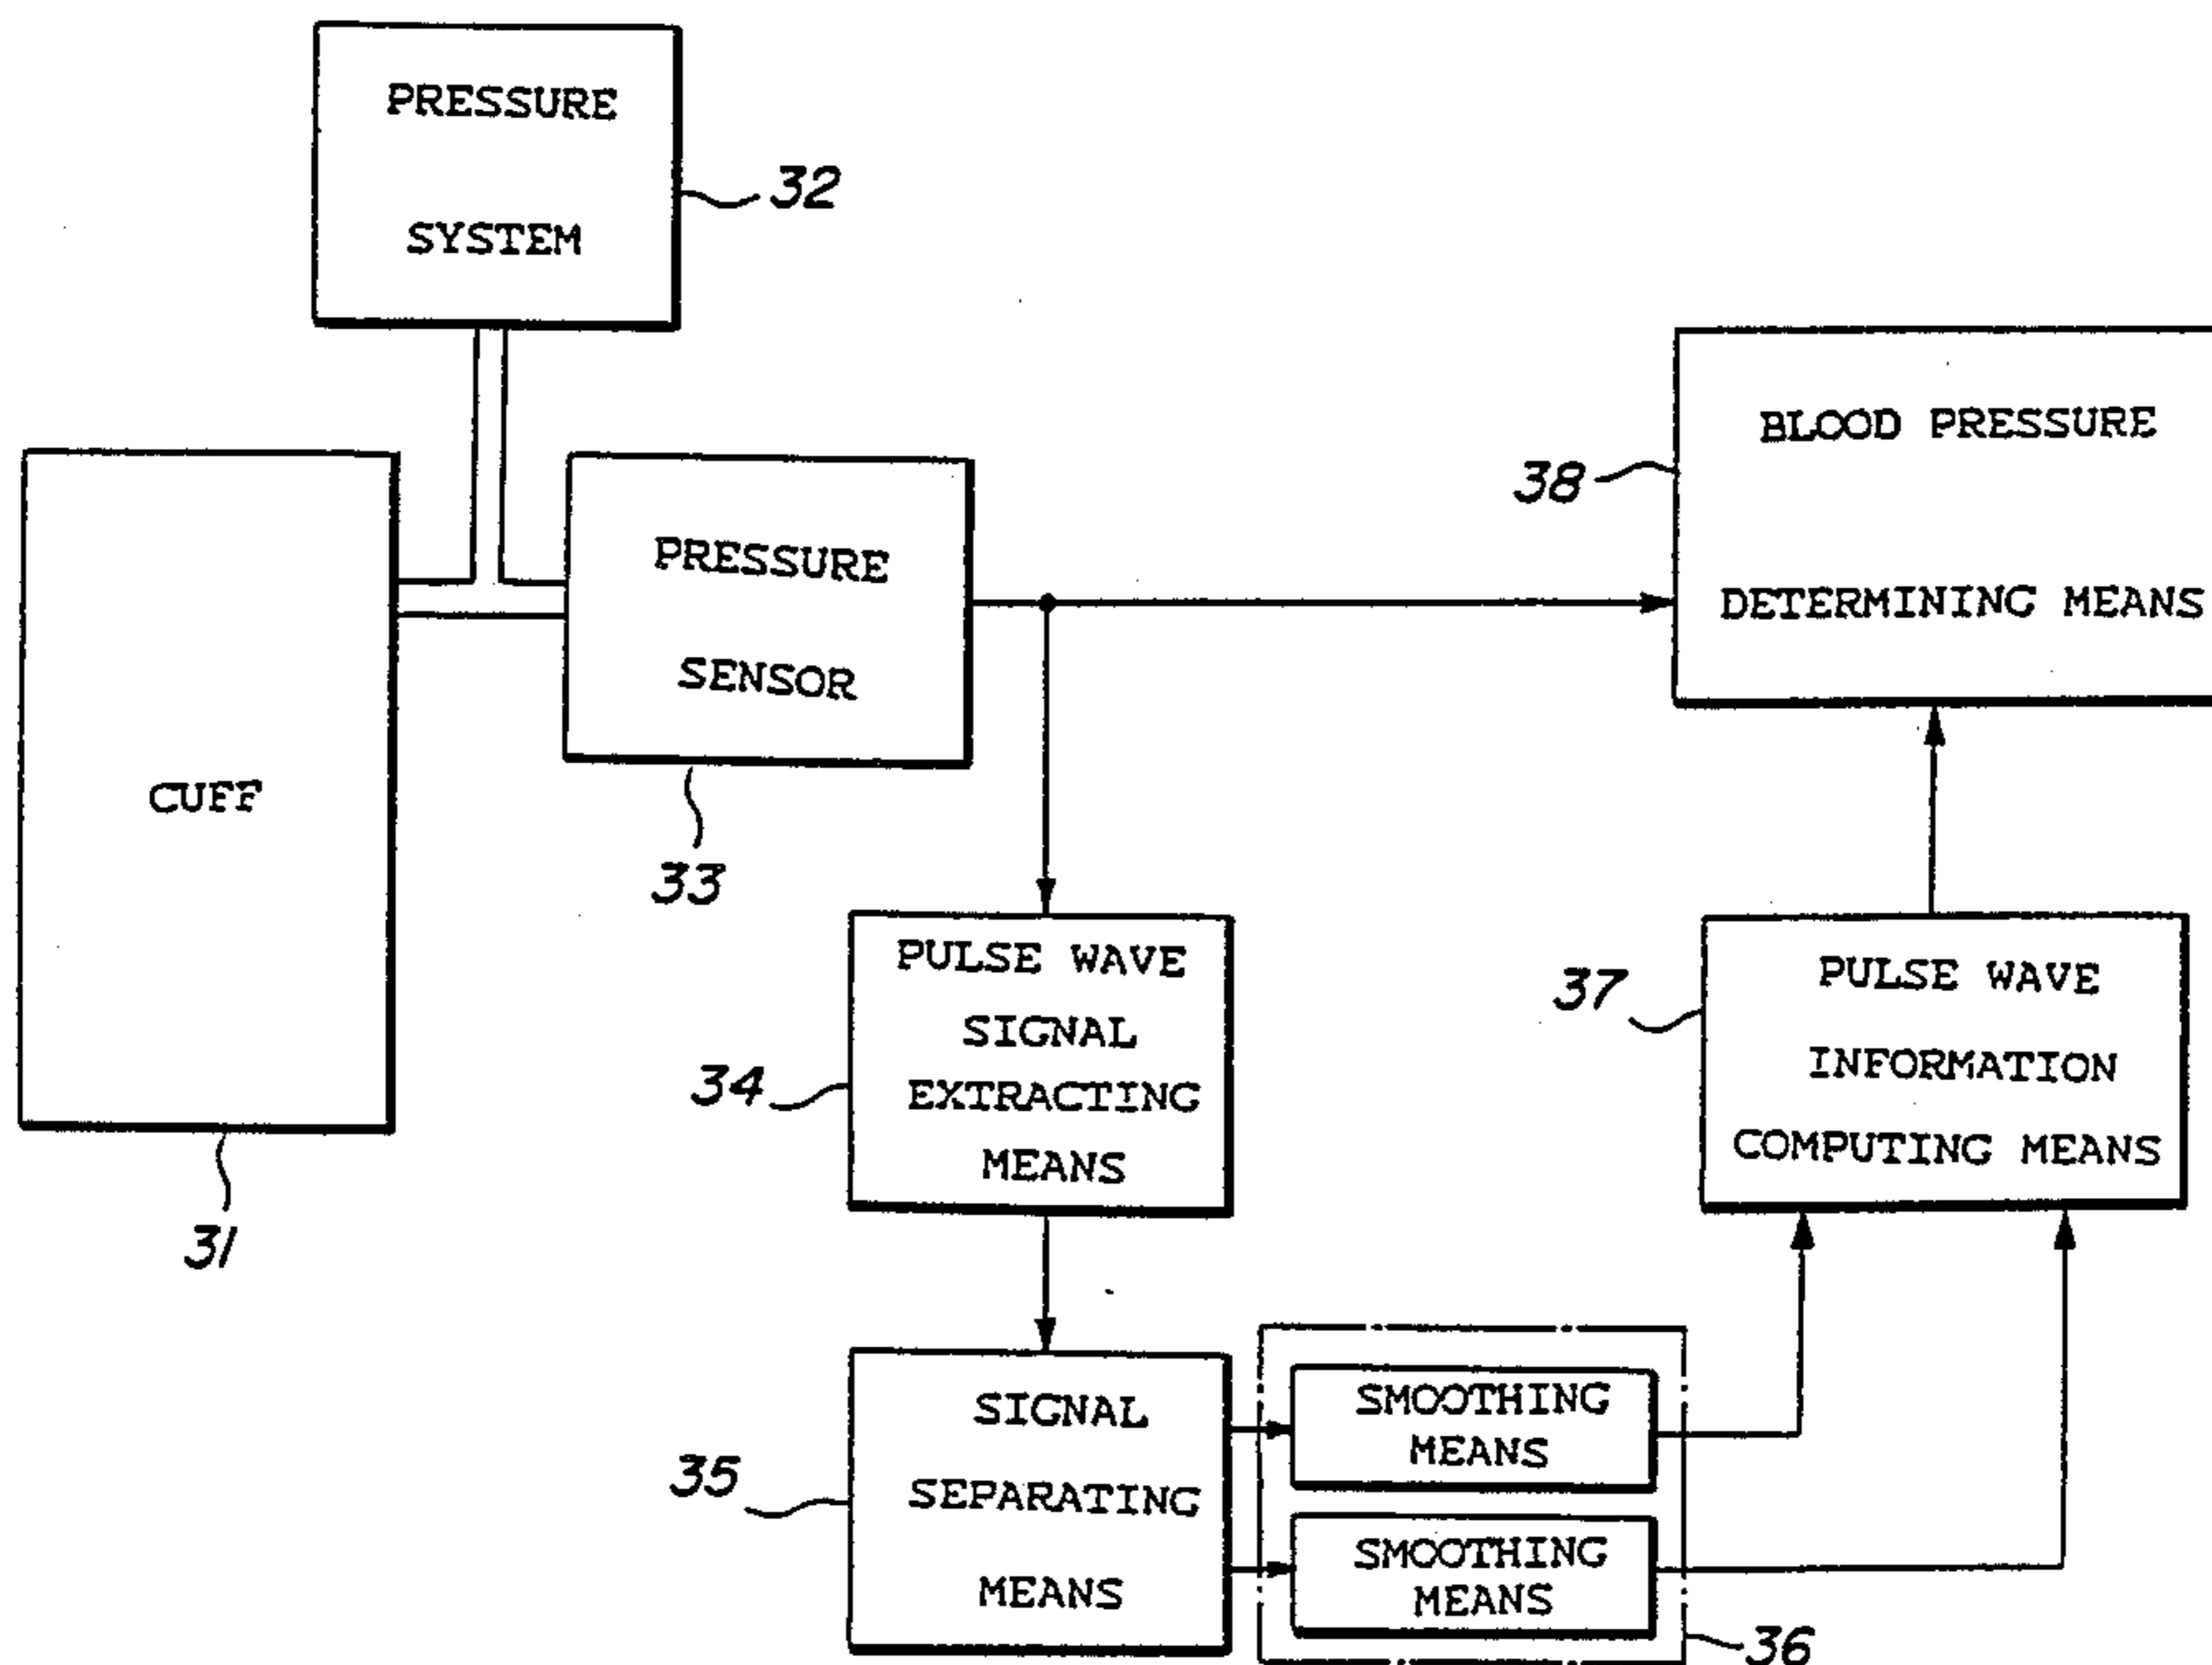 PRESSURE
SYSTEM
32
CUFF
31
PRESSURE
SENSOR
33
BLOOD PRESSURE
DETERMINING MEANS
38
PULSE WAVE
SIGNAL
EXTRACTING
MEANS
34
PULSE WAVE
INFORMATION
COMPUTING MEANS
37
SIGNAL
SEPARATING
MEANS
35
SMOOTHING
MEANS
SMOOTHING
MEANS
36